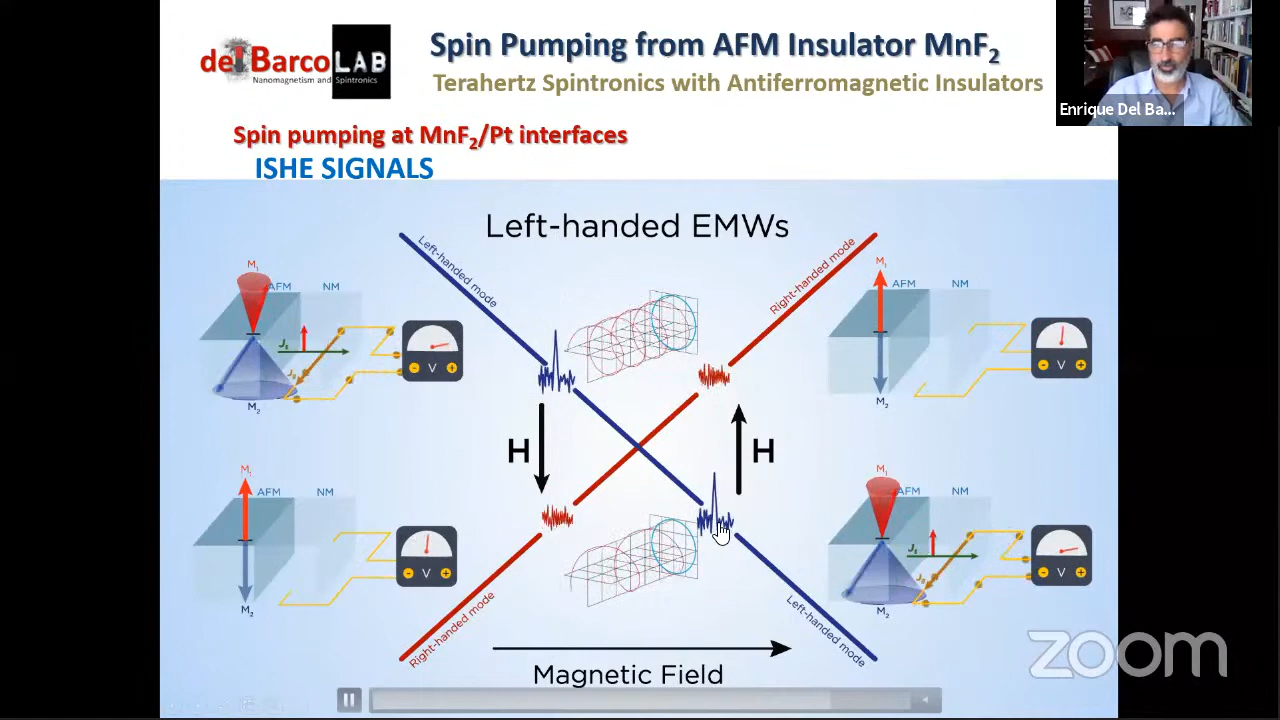 del BarcoLAB
Nanomagnetism and Spintronics
Spin Pumping from AFM Insulator MnF₂
Terahertz Spintronics with Antiferromagnetic Insulators
Enrique Del Ba...
Spin pumping at MnF₂/Pt interfaces
ISHE SIGNALS
Left-handed EMWs
Left-handed mode
Right-handed mode
M₁
AFM
NM
Jₛ
M₂
V
M₁
AFM
NM
M₂
V
H
H
M₁
AFM
NM
M₂
V
M₁
AFM
NM
Jₛ
M₂
V
Right-handed mode
Left-handed mode
Magnetic Field
zoom